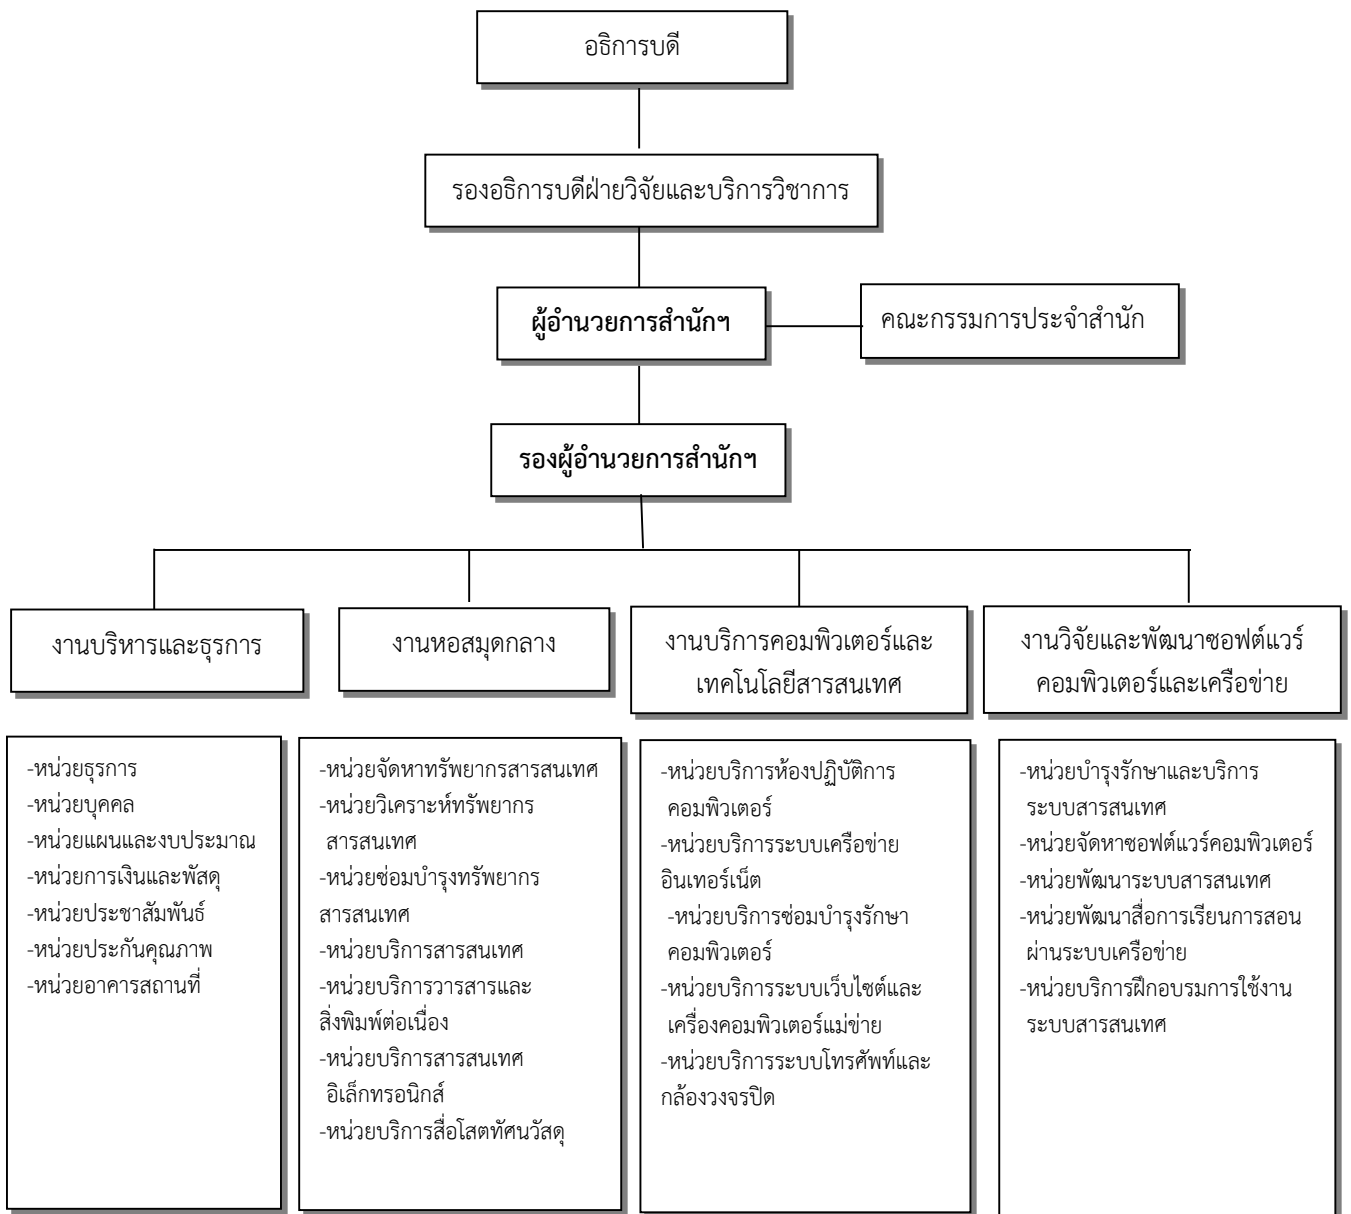 อธิการบดี
รองอธิการบดีฝ่ายวิจัยและบริการวิชาการ
ผู้อำนวยการสำนักฯ
คณะกรรมการประจำสำนัก
รองผู้อำนวยการสำนักฯ
งานบริหารและธุรการ
งานหอสมุดกลาง
งานบริการคอมพิวเตอร์และ
เทคโนโลยีสารสนเทศ
งานวิจัยและพัฒนาซอฟต์แวร์
คอมพิวเตอร์และเครือข่าย
-หน่วยธุรการ
-หน่วยบุคคล
-หน่วยแผนและงบประมาณ
-หน่วยการเงินและพัสดุ
-หน่วยประชาสัมพันธ์
-หน่วยประกันคุณภาพ
-หน่วยอาคารสถานที่
-หน่วยจัดหาทรัพยากรสารสนเทศ
-หน่วยวิเคราะห์ทรัพยากร
สารสนเทศ
-หน่วยซ่อมบำรุงทรัพยากร
สารสนเทศ
-หน่วยบริการสารสนเทศ
-หน่วยบริการวารสารและ
สิ่งพิมพ์ต่อเนื่อง
-หน่วยบริการสารสนเทศ
อิเล็กทรอนิกส์
-หน่วยบริการสื่อโสตทัศนวัสดุ
-หน่วยบริการห้องปฏิบัติการ
คอมพิวเตอร์
-หน่วยบริการระบบเครือข่าย
อินเทอร์เน็ต
-หน่วยบริการซ่อมบำรุงรักษา
คอมพิวเตอร์
-หน่วยบริการระบบเว็บไซต์และ
เครื่องคอมพิวเตอร์แม่ข่าย
-หน่วยบริการระบบโทรศัพท์และ
กล้องวงจรปิด
-หน่วยบำรุงรักษาและบริการ
ระบบสารสนเทศ
-หน่วยจัดหาซอฟต์แวร์คอมพิวเตอร์
-หน่วยพัฒนาระบบสารสนเทศ
-หน่วยพัฒนาสื่อการเรียนการสอน
ผ่านระบบเครือข่าย
-หน่วยบริการฝึกอบรมการใช้งาน
ระบบสารสนเทศ